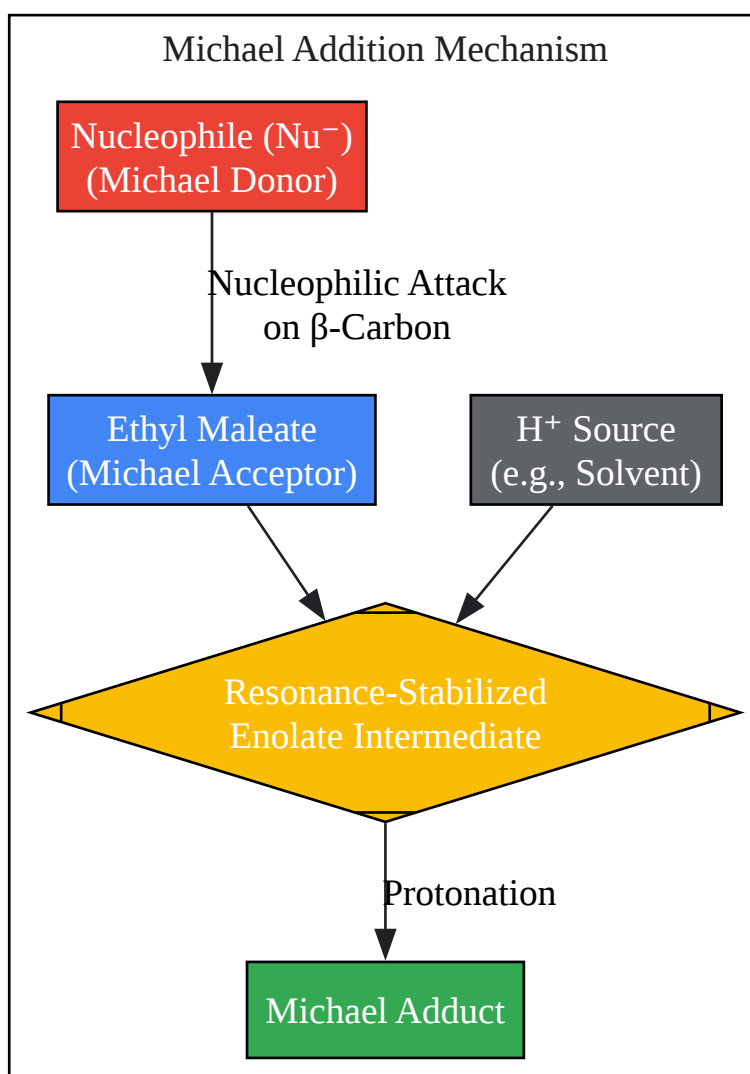 Michael Addition Mechanism
Nucleophile (Nu⁻)
(Michael Donor)
Nucleophilic Attack
on β-Carbon
Ethyl Maleate
(Michael Acceptor)
H⁺ Source
(e.g., Solvent)
Resonance-Stabilized
Enolate Intermediate
Protonation
Michael Adduct